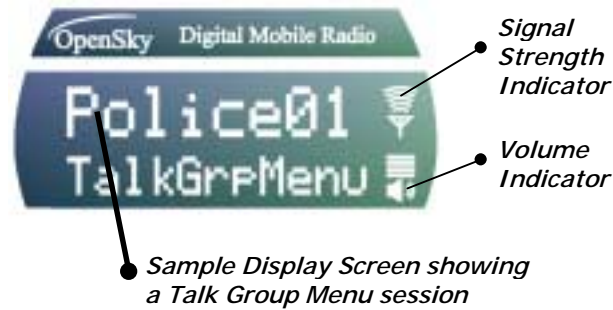 OpenSky Digital Mobile Radio
Police01
TalkGrpMenu
Signal
Strength
Indicator
Volume
Indicator
Sample Display Screen showing
a Talk Group Menu session